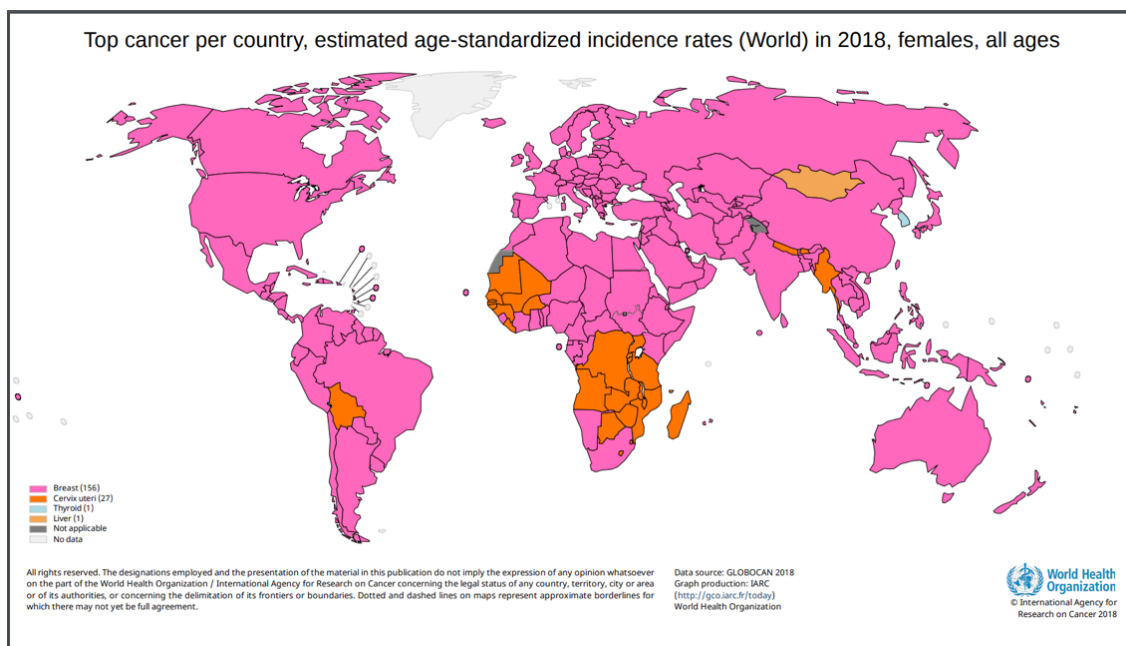 Top cancer per country, estimated age-standardized incidence rates (World) in 2018, females, all ages
Breast (156)
Cervix uteri (27)
Thyroid (1)
Liver (1)
Not applicable
No data
All rights reserved. The designations employed and the presentation of the material in this publication do not imply the expression of any opinion whatsoever
on the part of the World Health Organization / International Agency for Research on Cancer concerning the legal status of any country, territory, city or area
or of its authorities, or concerning the delimitation of its frontiers or boundaries. Dotted and dashed lines on maps represent approximate borderlines for
which there may not yet be full agreement.
Data source: GLOBOCAN 2018
Graph production: IARC
(http://gco.iarc.fr/today)
World Health Organization
World Health
Organization
© International Agency for
Research on Cancer 2018